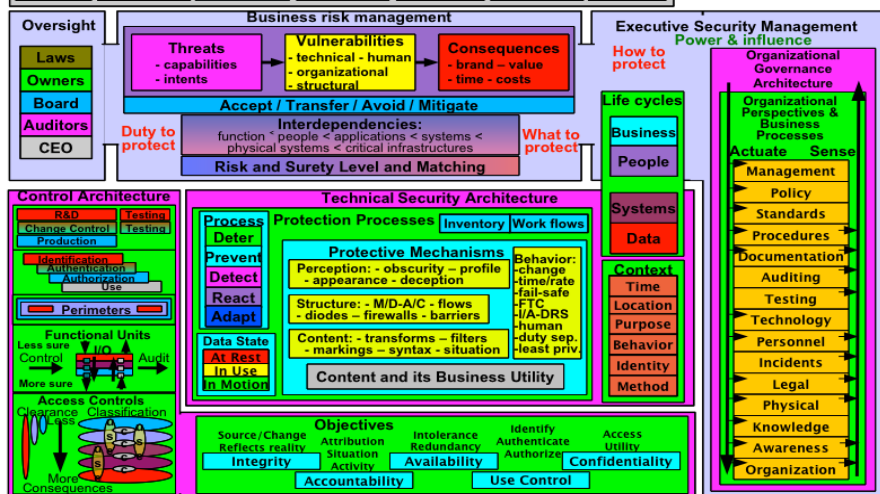 Oversight
Laws
Owners
Board
Auditors
CEO
Business risk management
Threats
- capabilities
- intents
Vulnerabilities
- technical - human
- organizational
- structural
Consequences
- brand – value
- time - costs
Accept / Transfer / Avoid / Mitigate
Duty to
protect
Interdependencies:
function < people < applications < systems <
physical systems < critical infrastructures
Risk and Surety Level and Matching
What to
protect
Executive Security Management
Power & influence
How to
protect
Life cycles
Business
People
Systems
Data
Organizational
Governance
Architecture
Organizational
Perspectives &
Business
Processes
Actuate Sense
Management
Policy
Standards
Procedures
Documentation
Auditing
Testing
Technology
Personnel
Incidents
Legal
Physical
Knowledge
Awareness
Organization
Control Architecture
R&D Testing
Change Control Testing
Production
Identification
Authentication
Authorization
Use
Perimeters
Functional Units
Less sure I/O
Control Audit
More sure
Access Controls
Clearance Classification
Less
S C S C S
More
Consequences
Technical Security Architecture
Process
Deter
Prevent
Detect
React
Adapt
Data State
At Rest
In Use
In Motion
Protection Processes
Inventory Work flows
Protective Mechanisms
Perception: - obscurity – profile
- appearance - deception
Structure: - M/D-A/C - flows
- diodes – firewalls - barriers
Content: - transforms – filters
- markings – syntax - situation
Behavior:
-change
-time/rate
-fail-safe
-FTC
-I/A-DRS
-human
-duty sep.
-least priv.
Content and its Business Utility
Context
Time
Location
Purpose
Behavior
Identity
Method
Objectives
Source/Change
Reflects reality
Integrity
Attribution
Situation
Activity
Accountability
Intolerance
Redundancy
Availability
Identify
Authenticate
Authorize
Use Control
Access
Utility
Confidentiality